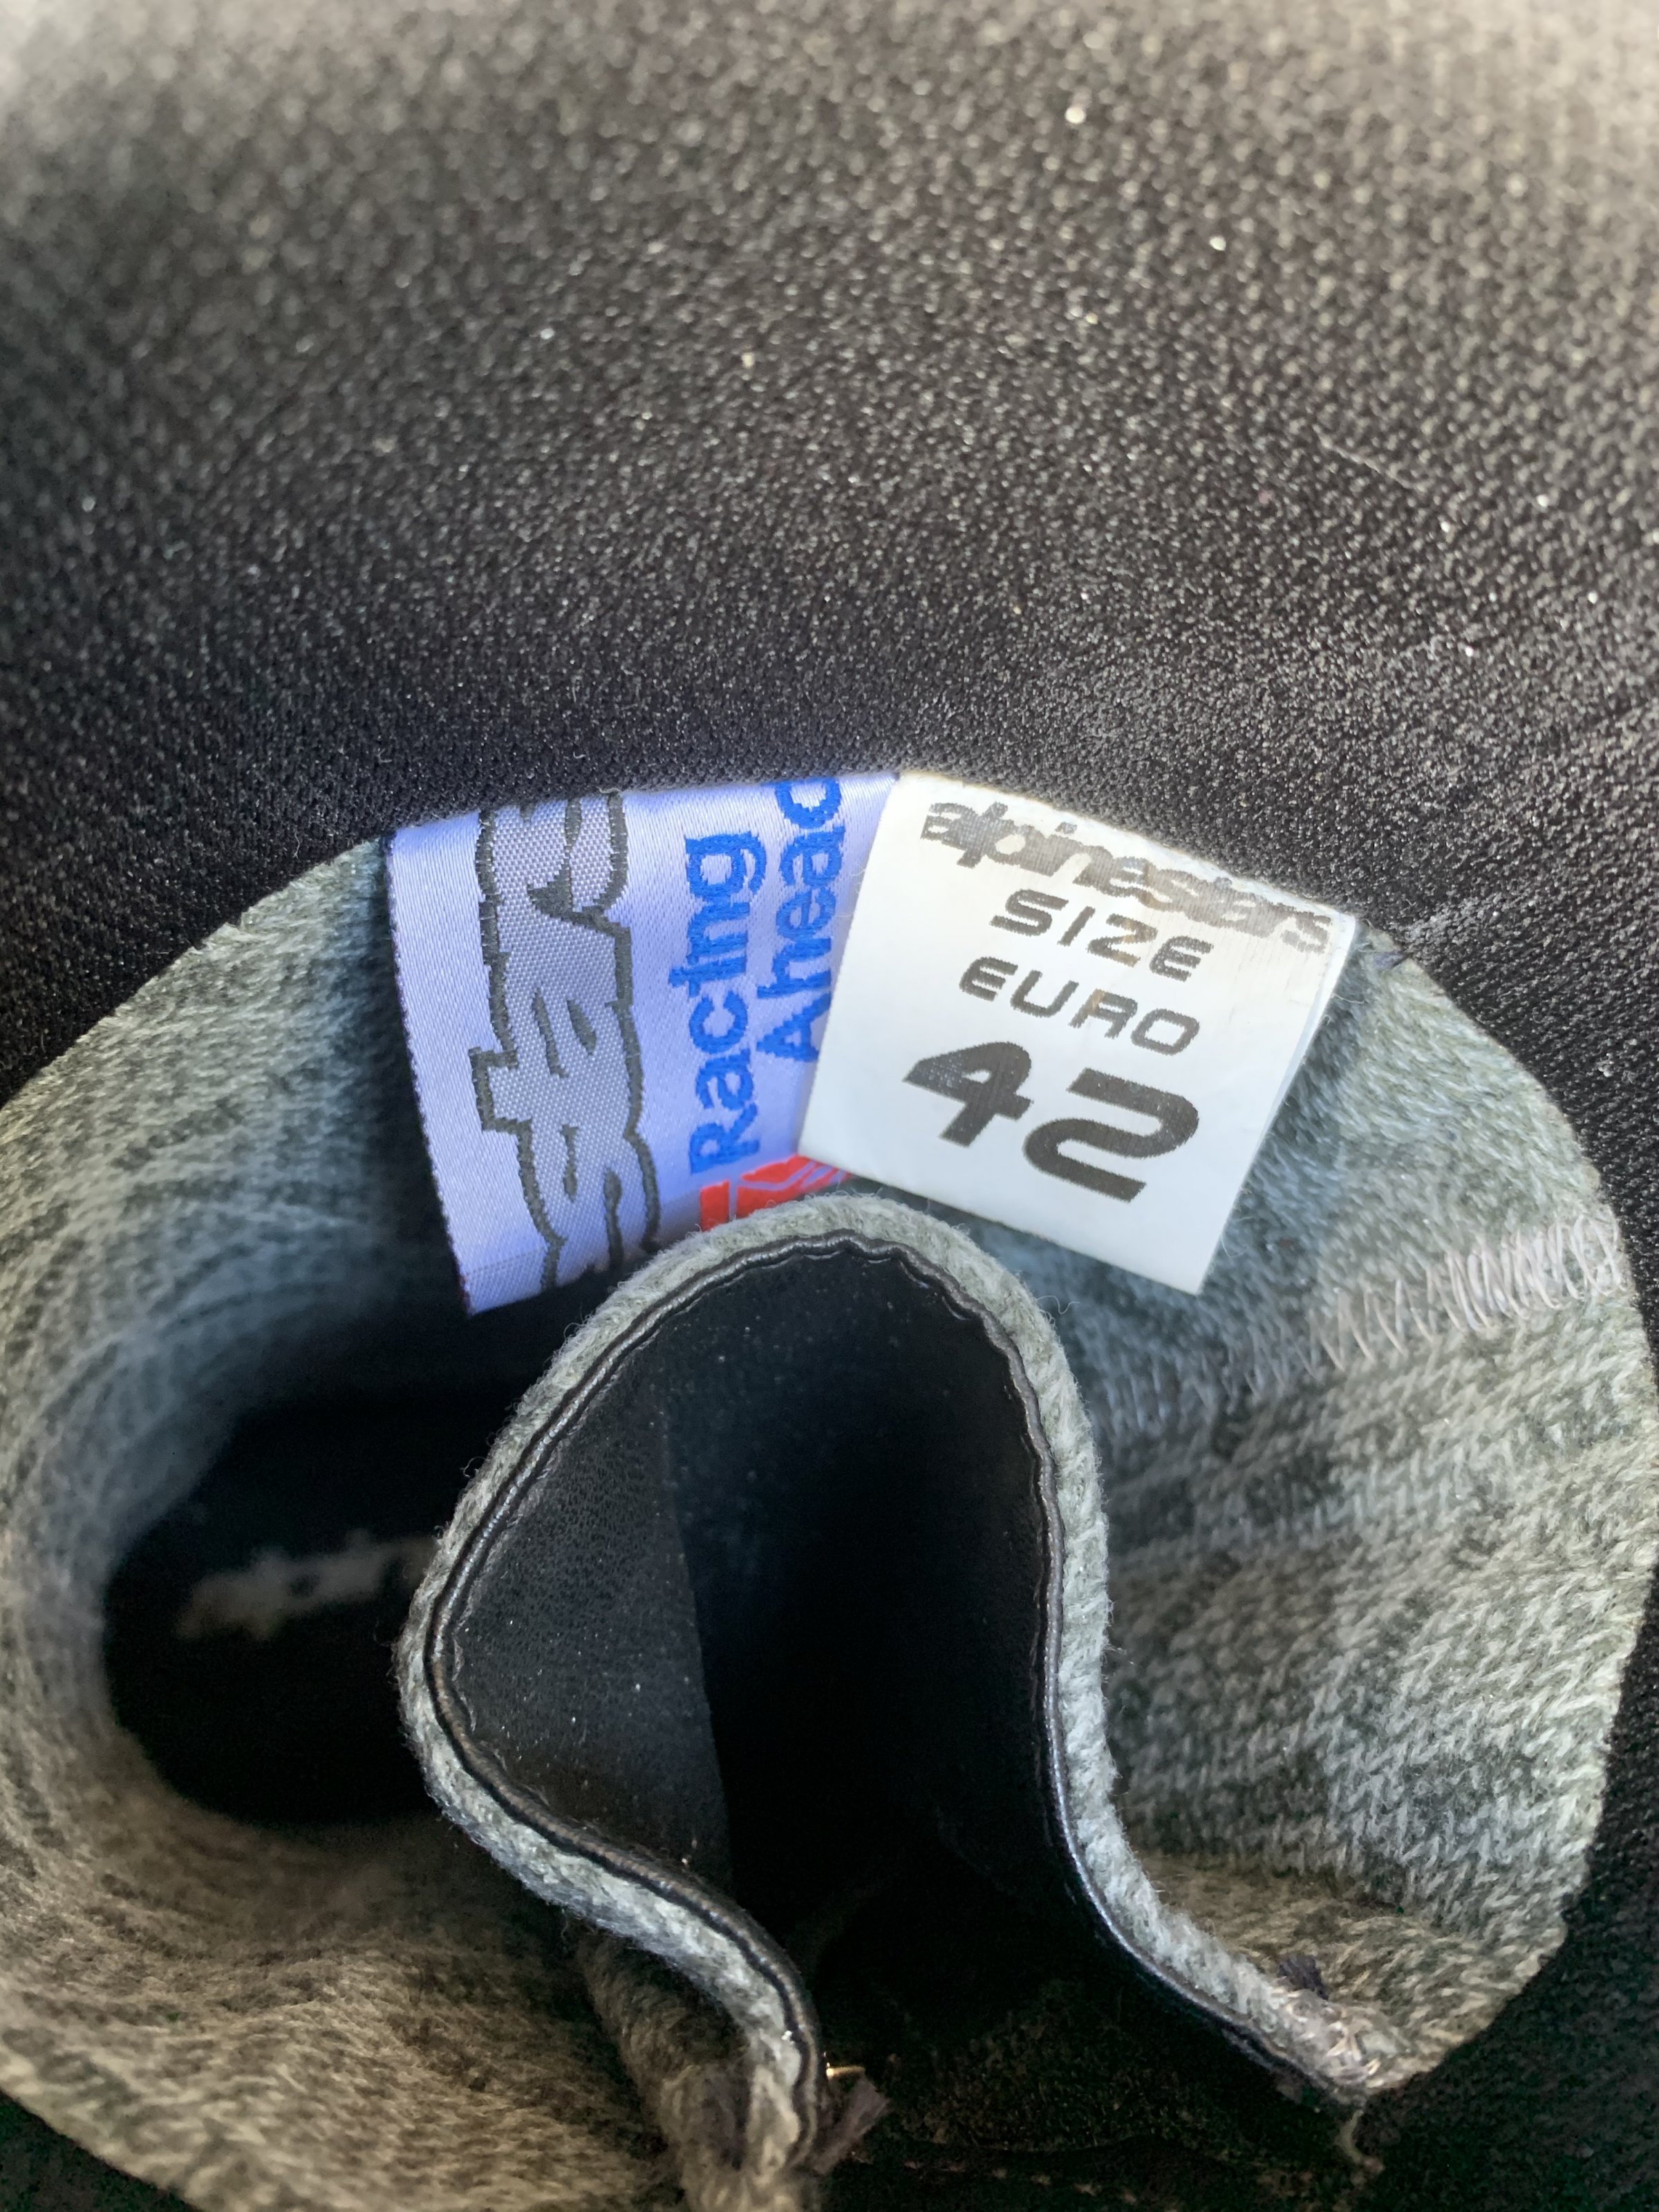 Racing
Ahead
alpinestars
SIZE
EURO
42